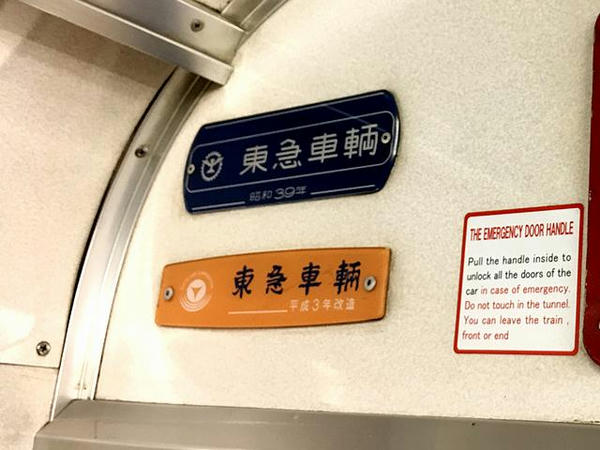 東急車輛
昭和39年
東急車輛
平成3年改造
THE EMERGENCY DOOR HANDLE
Pull the handle inside to
unlock all the doors of the
car in case of emergency.
Do not touch in the tunnel.
You can leave the train ,
front or end